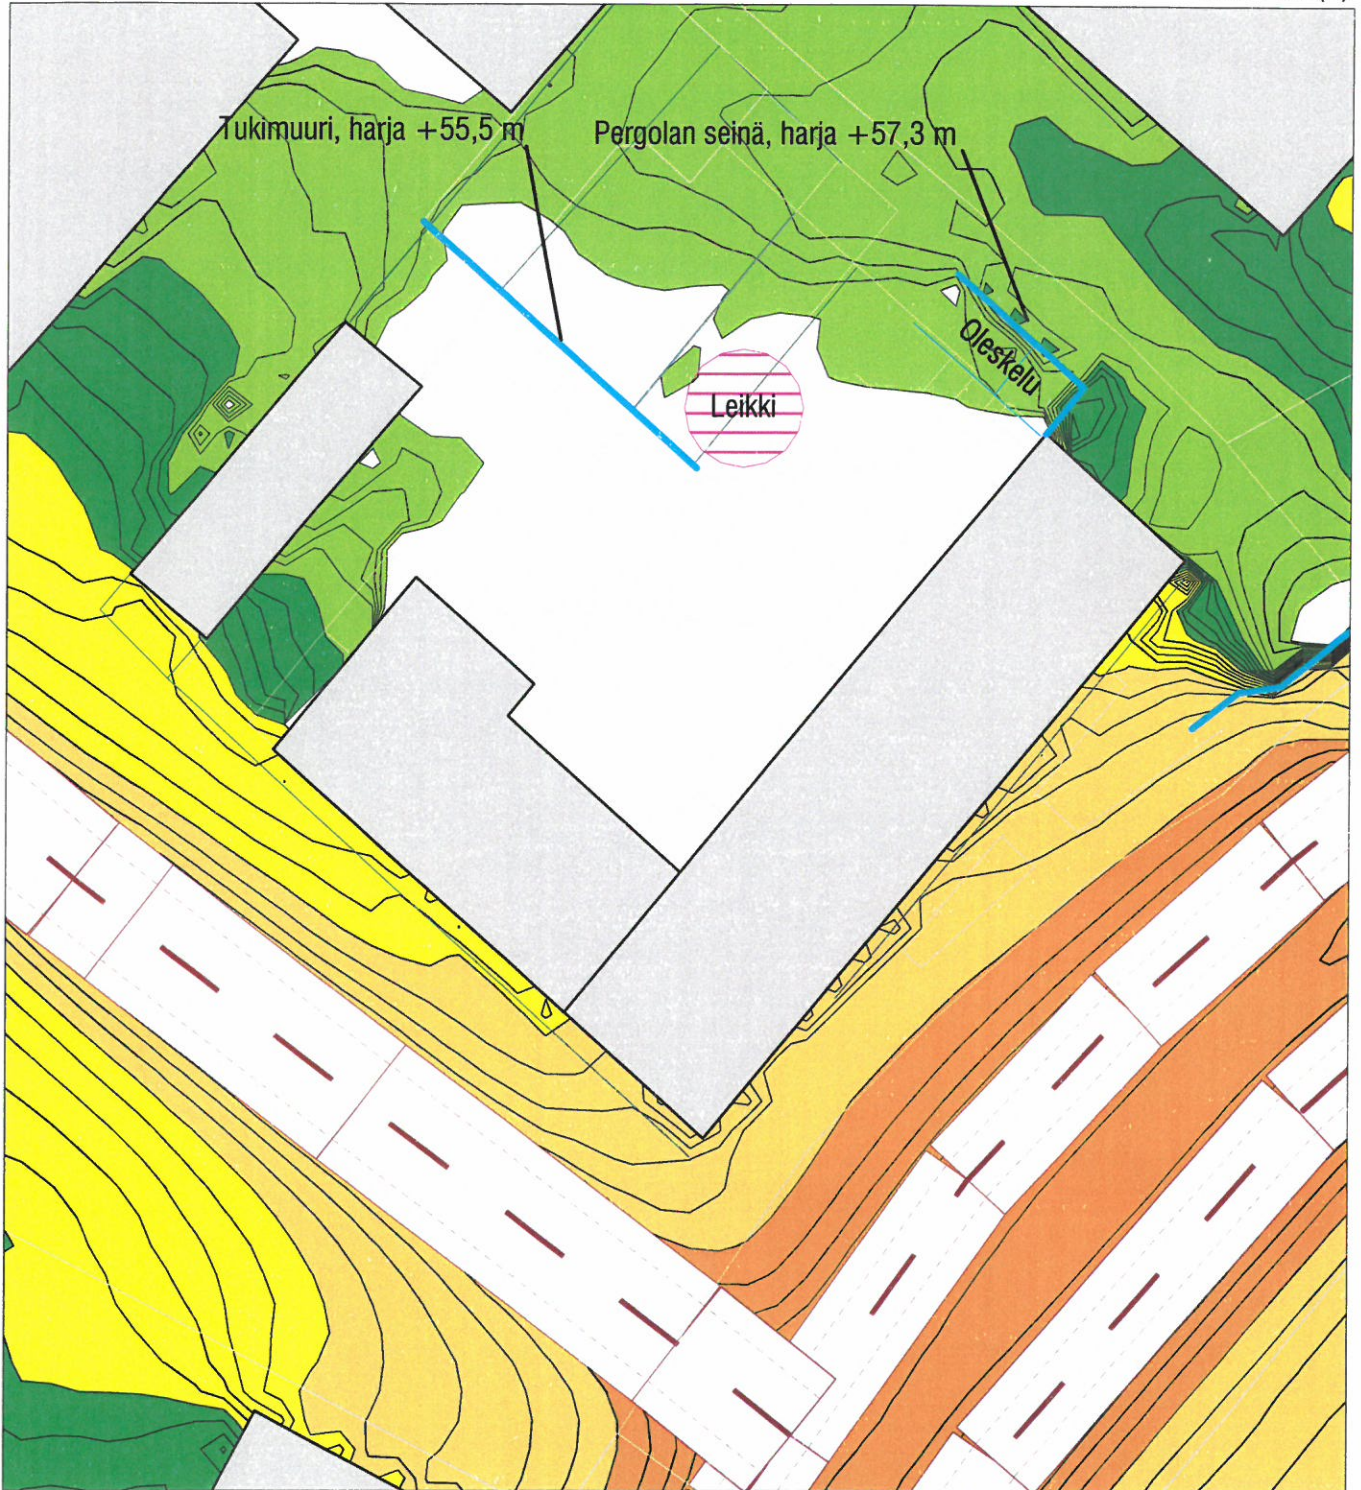 Tukimuuri, harja +55,5 m
Pergolan seinä, harja +57,3 m
Oleskelu
Leikki